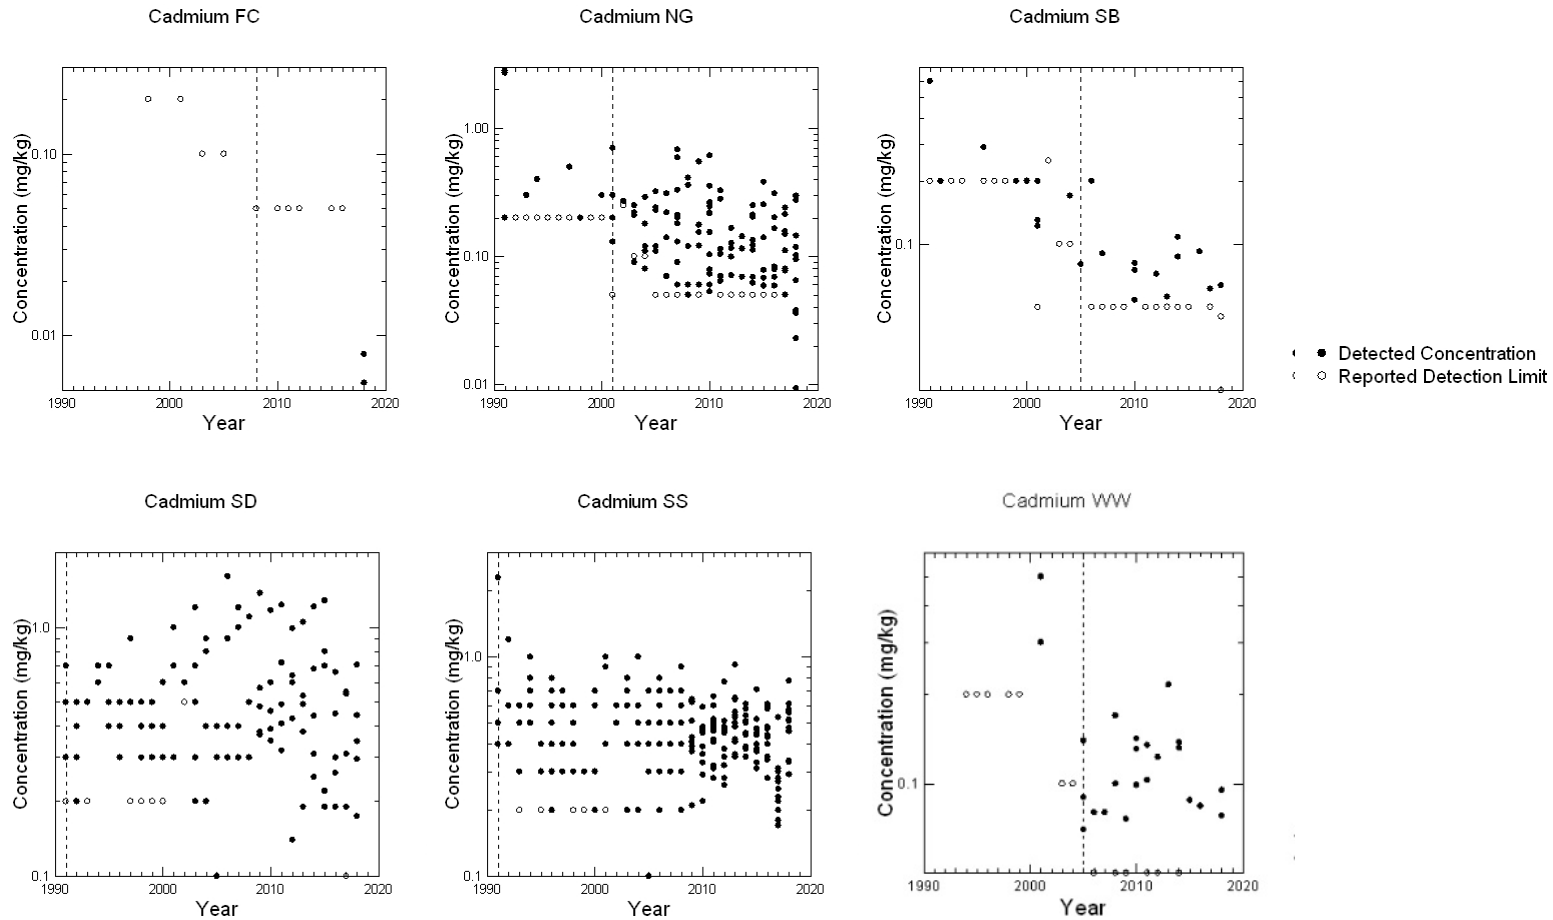 Cadmium FC
Cadmium NG
Cadmium SB
Concentration (mg/kg)
0.10
0.01
1990 2000 2010 2020
Year
Concentration (mg/kg)
1.00
0.10
0.01
1990 2000 2010 2020
Year
Concentration (mg/kg)
0.1
1990 2000 2010 2020
Year
Detected Concentration
Reported Detection Limit
Cadmium SD
Cadmium SS
Cadmium WW
Concentration (mg/kg)
1.0
0.1
1990 2000 2010 2020
Year
Concentration (mg/kg)
1.0
0.1
1990 2000 2010 2020
Year
Concentration (mg/kg)
0.1
1990 2000 2010 2020
Year